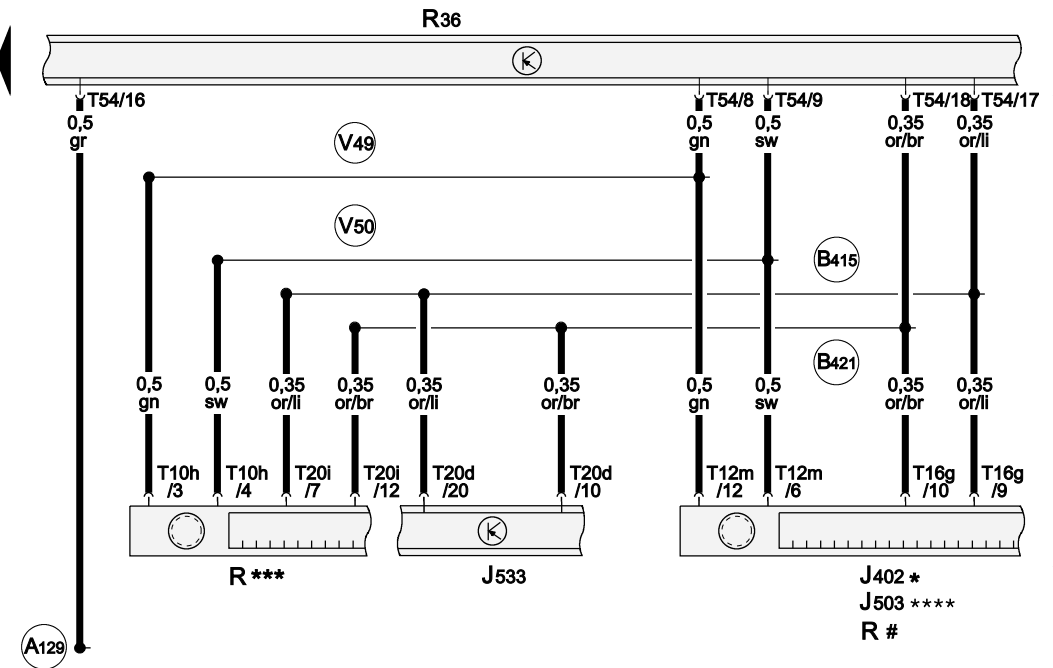 R36
T54/16 T54/8 T54/9 T54/18 T54/17
0,5 0,5 0,5 0,35 0,35
gr gn sw or/br or/li
V49
V50
B415
B421
0,5 0,5 0,35 0,35 0,35 0,35 0,5 0,5 0,35 0,35
gn sw or/li or/br or/li or/br gn sw or/br or/li
T10h T10h T20i T20i T20d T20d T12m T12m T16g T16g
/3 /4 /7 /12 /20 /10 /12 /6 /10 /9
R *** J533 J402 *
J503 ****
R #
A129